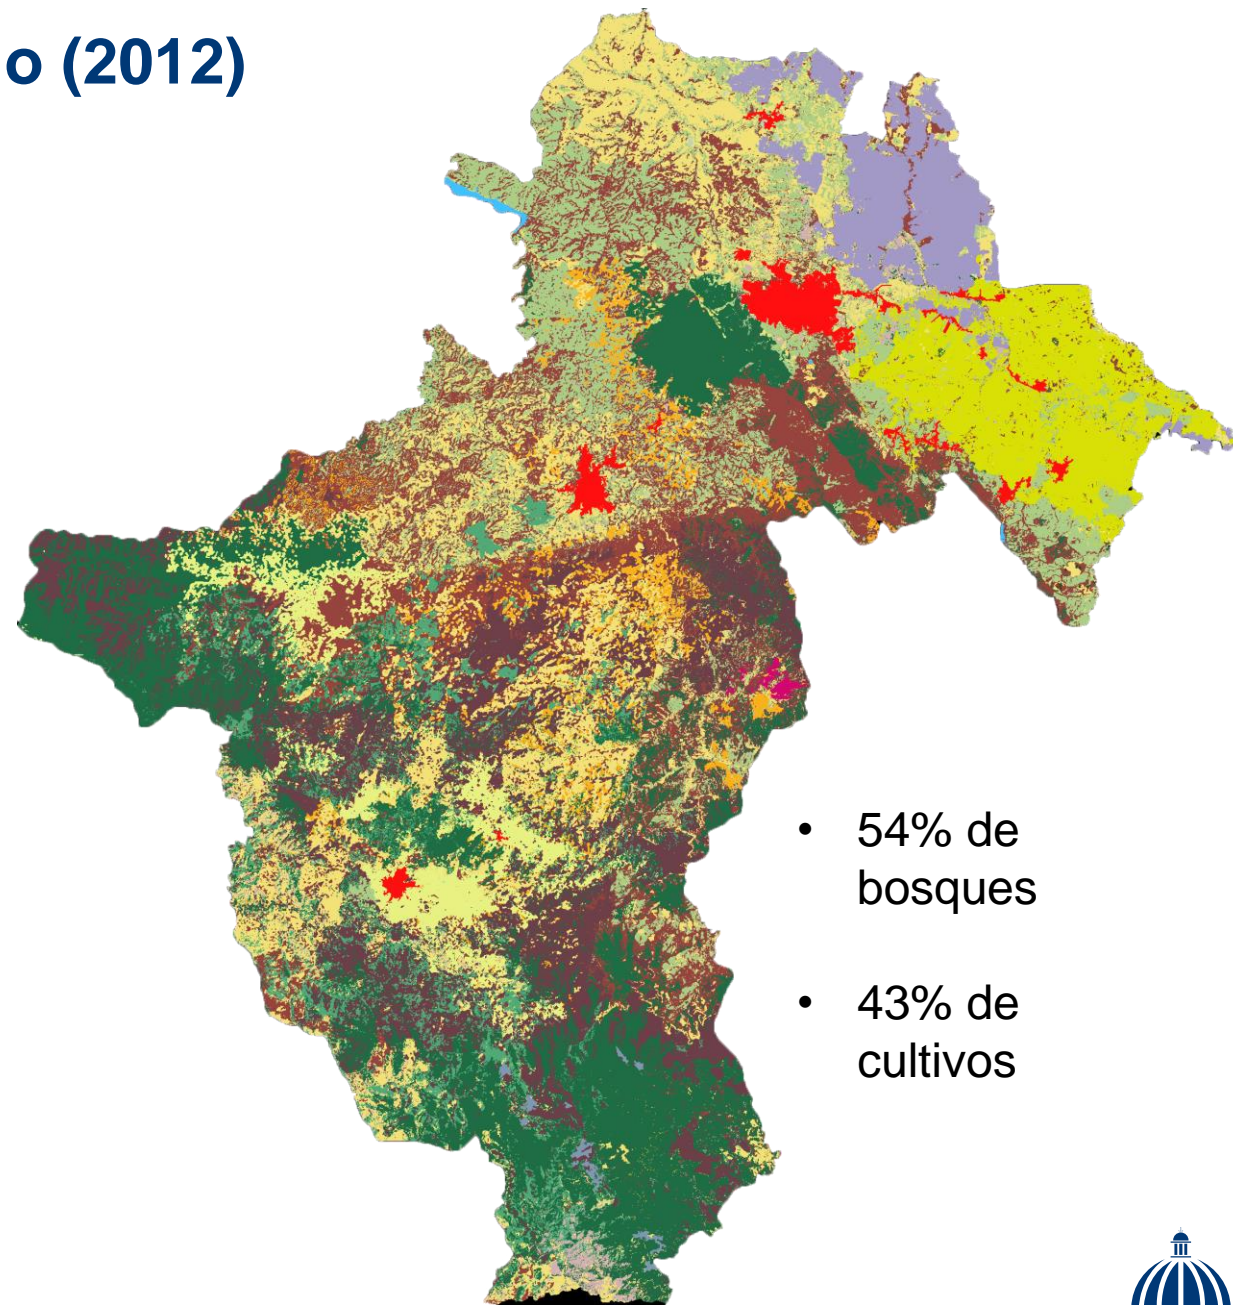 o (2012)
• 54% de
bosques
• 43% de
cultivos